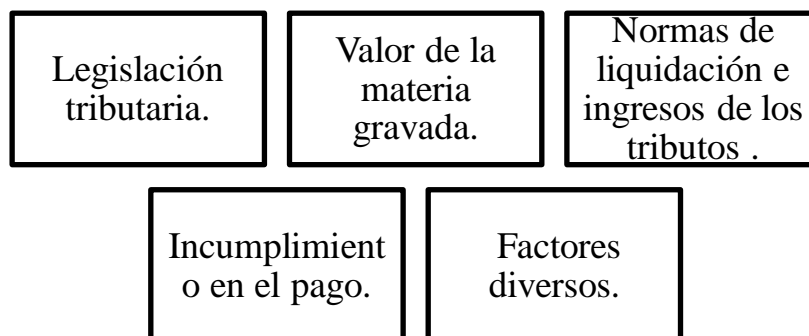 Legislación
tributaria.
Valor de la
materia
gravada.
Normas de
liquidación e
ingresos de los
tributos .
Incumplimient
o en el pago.
Factores
diversos.